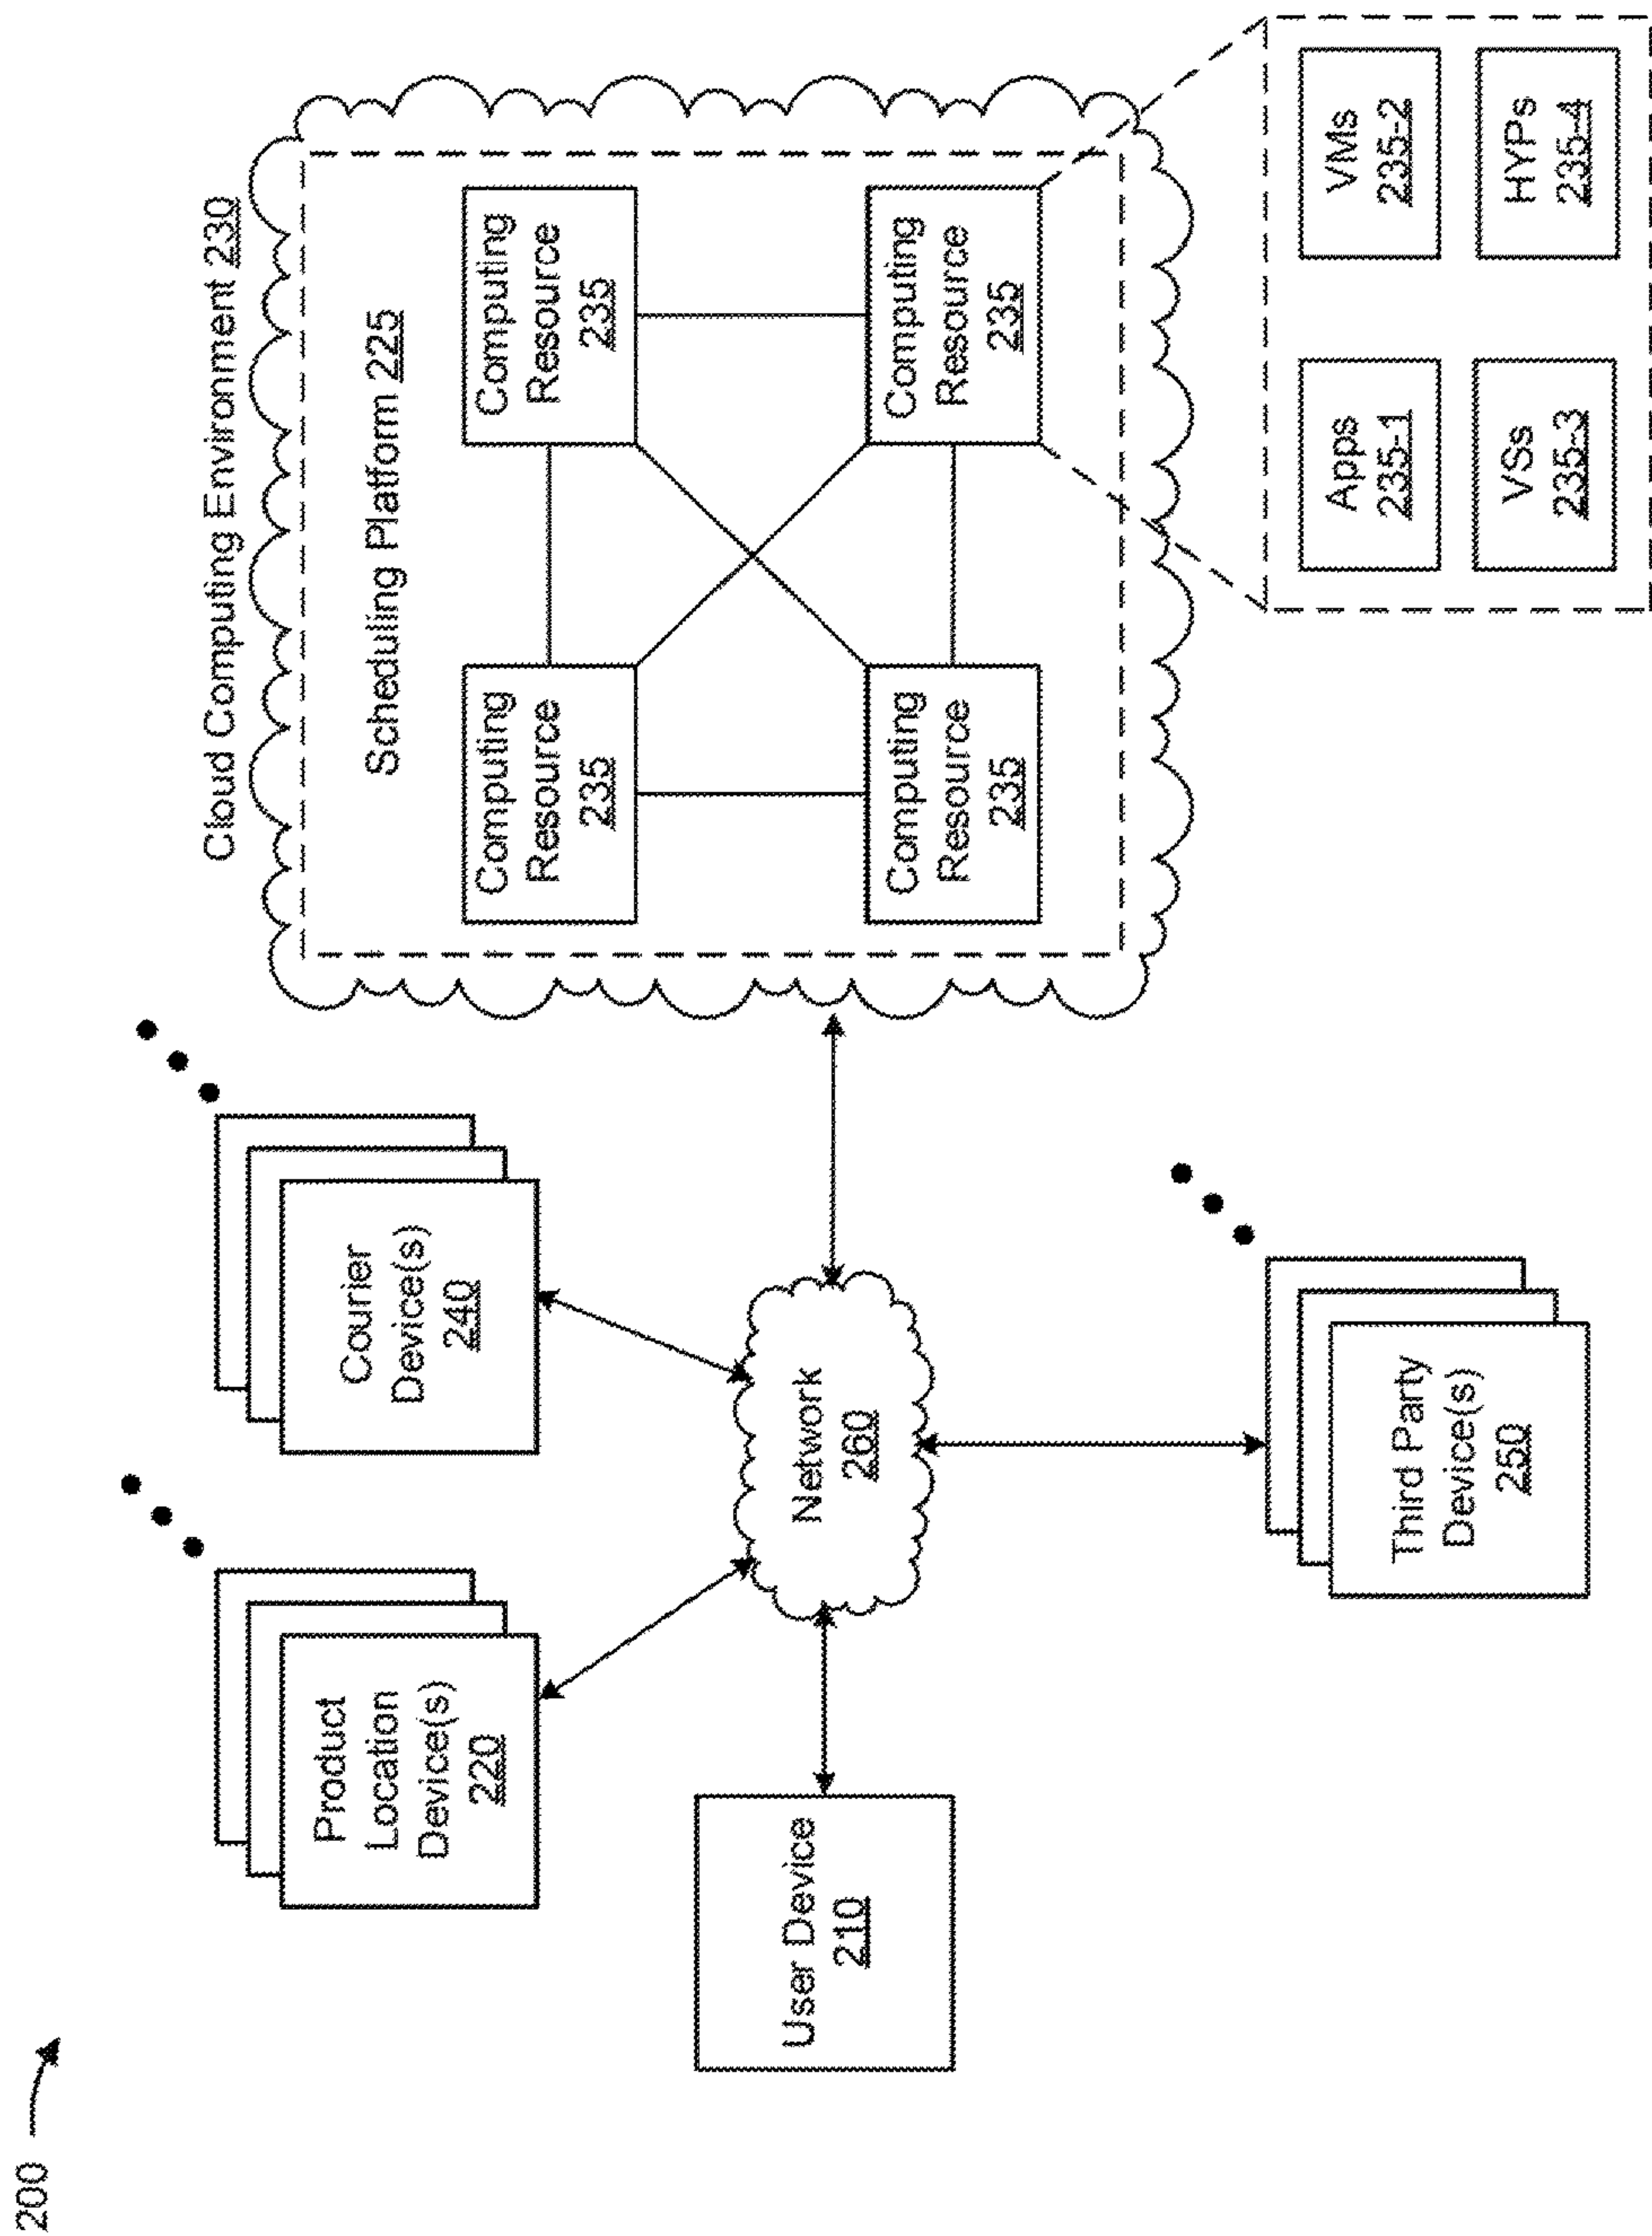 200
Cloud Computing Environment 230
Scheduling Platform 225
Computing
Resource
235
Computing
Resource
235
Computing
Resource
235
Computing
Resource
235
Product
Location
Device(s)
220
Courier
Device(s)
240
User Device
210
Network
260
Third Party
Device(s)
250
Apps
235-1
VMs
235-2
VSs
235-3
HYPs
235-4